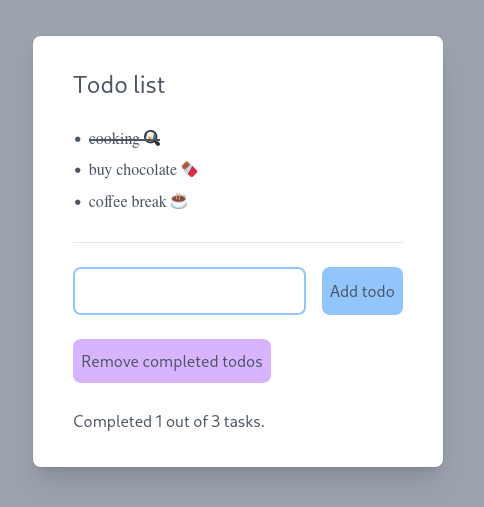 Todo list
• cooking 🍳
• buy chocolate 🍫
• coffee break ☕
Add todo
Remove completed todos
Completed 1 out of 3 tasks.